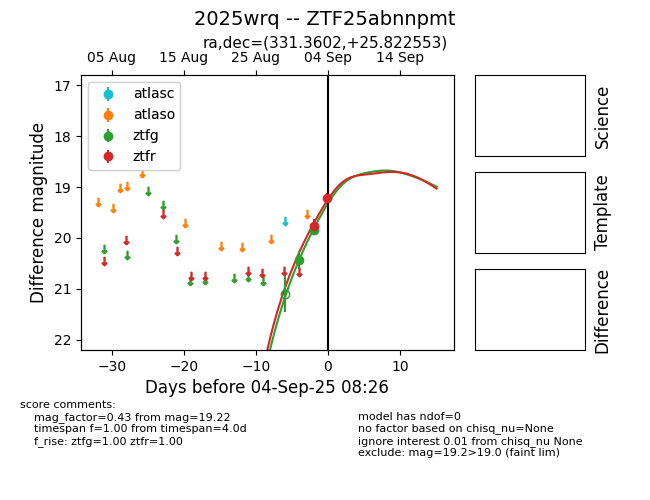 2025wrq -- ZTF25abnnpmt
ra,dec=(331.3602,+25.822553)
05 Aug 15 Aug 25 Aug 04 Sep 14 Sep
atlasc
atlaso
ztfg
ztfr
17
18
19
20
21
22
Difference magnitude
−30 −20 −10 0 10
Days before 04-Sep-25 08:26
Science
Template
Difference
score comments:
mag_factor=0.43 from mag=19.22
timespan f=1.00 from timespan=4.0d
f_rise: ztfg=1.00 ztfr=1.00
model has ndof=0
no factor based on chisq_nu=None
ignore interest 0.01 from chisq_nu None
exclude: mag=19.2>19.0 (faint lim)